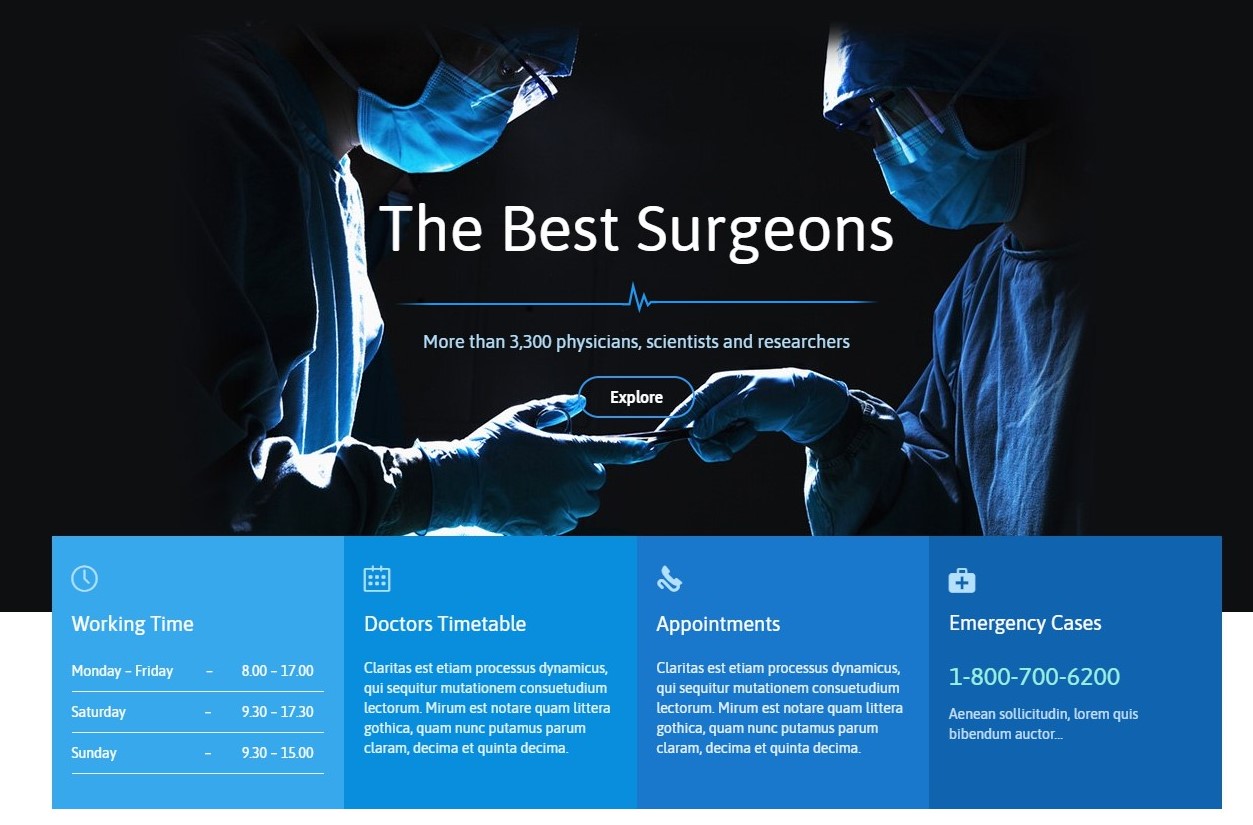 The Best Surgeons
More than 3,300 physicians, scientists and researchers
Explore
Working Time
Monday – Friday – 8.00 – 17.00
Saturday – 9.30 – 17.30
Sunday – 9.30 – 15.00
Doctors Timetable
Claritas est etiam processus dynamicus,
qui sequitur mutationem consuetudium
lectorum. Mirum est notare quam littera
gothica, quam nunc putamus parum
claram, decima et quinta decima.
Appointments
Claritas est etiam processus dynamicus,
qui sequitur mutationem consuetudium
lectorum. Mirum est notare quam littera
gothica, quam nunc putamus parum
claram, decima et quinta decima.
Emergency Cases
1-800-700-6200
Aenean sollicitudin, lorem quis
bibendum auctor...